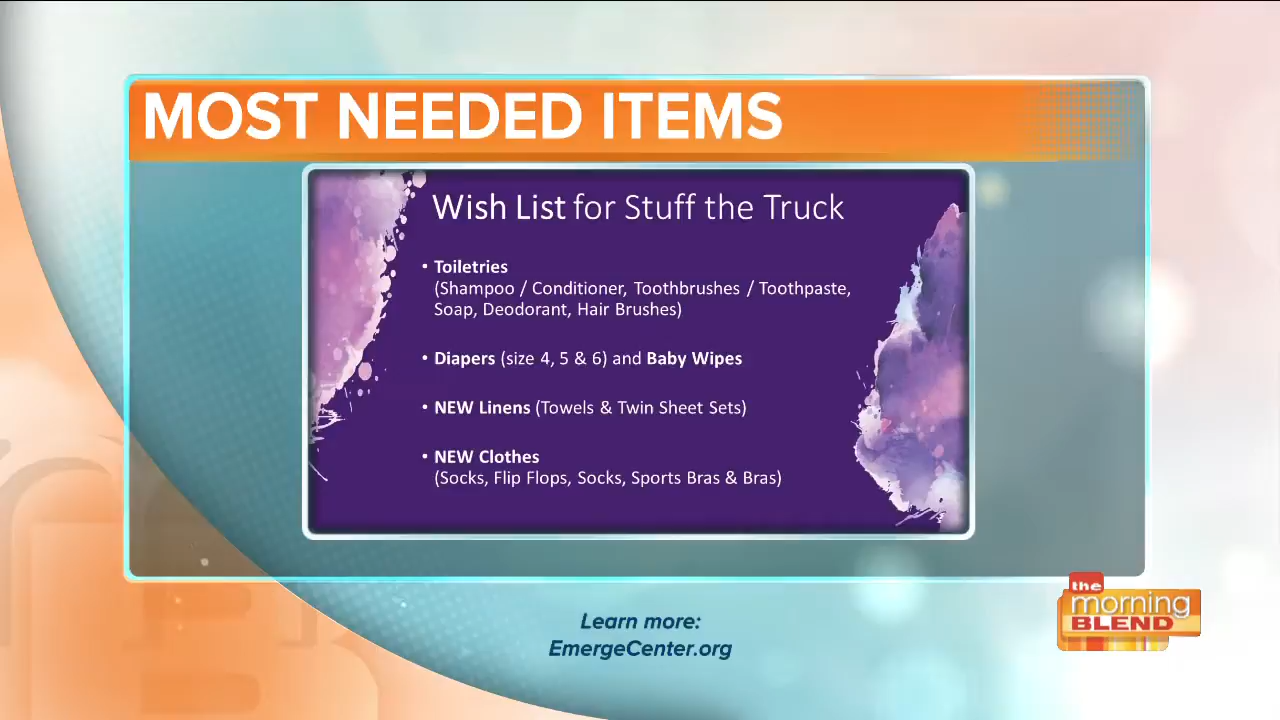 MOST NEEDED ITEMS
Wish List for Stuff the Truck
• Toiletries
(Shampoo / Conditioner, Toothbrushes / Toothpaste,
Soap, Deodorant, Hair Brushes)
• Diapers (size 4, 5 & 6) and Baby Wipes
• NEW Linens (Towels & Twin Sheet Sets)
• NEW Clothes
(Socks, Flip Flops, Socks, Sports Bras & Bras)
the
morning
BLEND
Learn more:
EmergeCenter.org